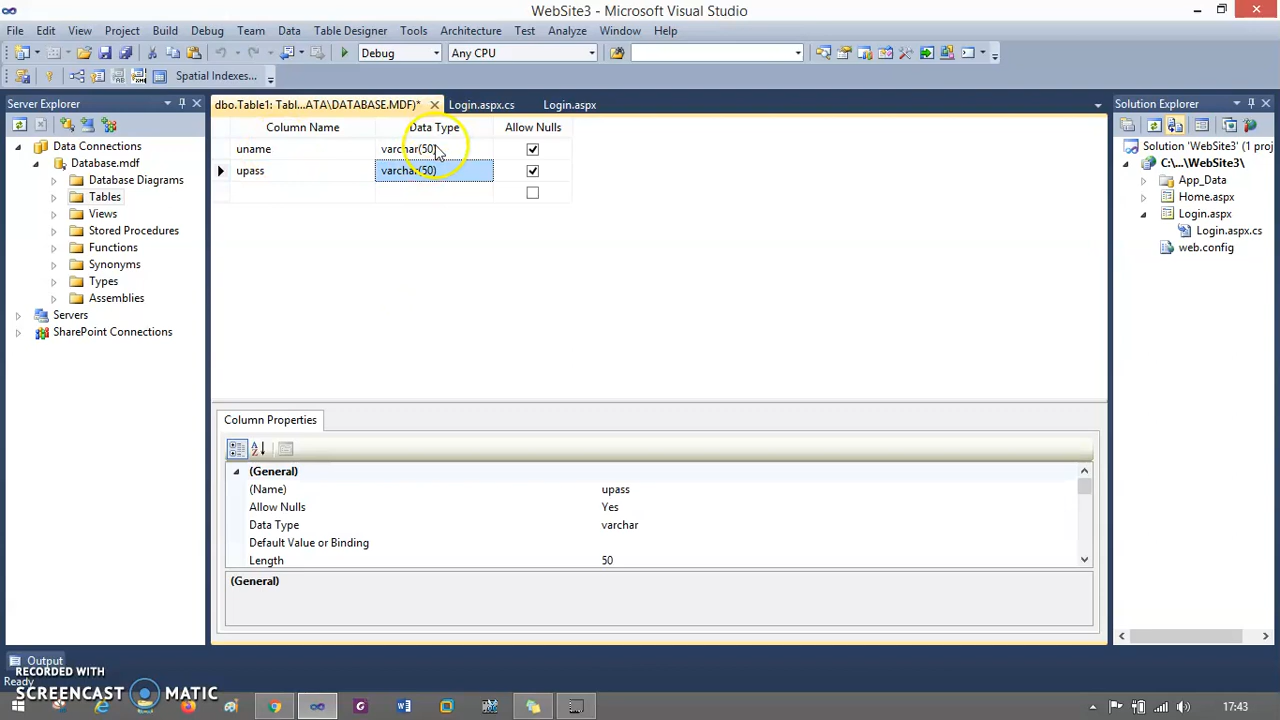 WebSite3 - Microsoft Visual Studio
File Edit View Project Build Debug Team Data Table Designer Tools Architecture Test Analyze Window Help
Debug Any CPU
Spatial Indexes...
Server Explorer
Data Connections
Database.mdf
Database Diagrams
Tables
Views
Stored Procedures
Functions
Synonyms
Types
Assemblies
Servers
SharePoint Connections
dbo.Table1: Tabl...ATA\DATABASE.MDF)* Login.aspx.cs Login.aspx
Column Name Data Type Allow Nulls
uname varchar(50)
upass varchar(50)
Column Properties
(General)
(Name) upass
Allow Nulls Yes
Data Type varchar
Default Value or Binding
Length 50
(General)
Solution Explorer
Solution 'WebSite3' (1 proj
C:\...\WebSite3\
App_Data
Home.aspx
Login.aspx
Login.aspx.cs
web.config
Output
Ready
RECORDED WITH
SCREENCAST MATIC
17:43